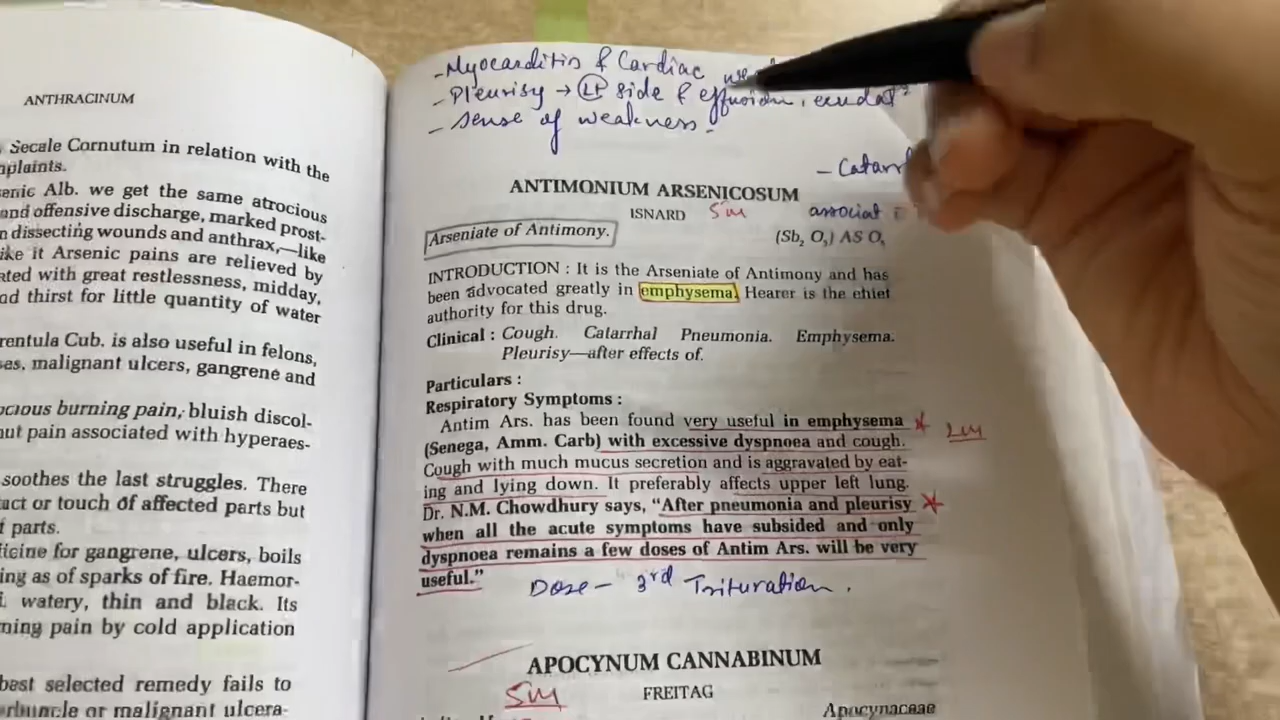 ANTHRACINUM
Secale Cornutum in relation with the
plaints.
enic Alb. we get the same atrocious
and offensive discharge, marked prost-
n dissecting wounds and anthrax,—like
ike it Arsenic pains are relieved by
ated with great restlessness, midday,
ad thirst for little quantity of water
rentula Cub. is also useful in felons,
ses, malignant ulcers, gangrene and
ocious burning pain, bluish discol-
out pain associated with hyperaes-
soothes the last struggles. There
act or touch of affected parts but
f parts.
dicine for gangrene, ulcers, boils
ing as of sparks of fire. Haemor-
watery, thin and black. Its
ning pain by cold application
best selected remedy fails to
rbuncle or malignant ulcera-
- Myocarditis & Cardiac
- Pleurisy → Lt side & effusion, exudat
- Sense of weakness.
- Catarrh
ANTIMONIUM ARSENICOSUM
ISNARD 5m associat
Arseniate of Antimony. (Sb2 O5) AS O5
INTRODUCTION : It is the Arseniate of Antimony and has
been advocated greatly in emphysema. Hearer is the chief
authority for this drug.
Clinical : Cough. Catarrhal Pneumonia. Emphysema.
Pleurisy—after effects of.
Particulars :
Respiratory Symptoms :
Antim Ars. has been found very useful in emphysema
(Senega, Amm. Carb) with excessive dyspnoea and cough. 2m
Cough with much mucus secretion and is aggravated by eat-
ing and lying down. It preferably affects upper left lung.
Dr. N.M. Chowdhury says, “After pneumonia and pleurisy
when all the acute symptoms have subsided and only
dyspnoea remains a few doses of Antim Ars. will be very
useful.”
Dose - 3rd Trituration.
APOCYNUM CANNABINUM
5m FREITAG
Apocynaceae